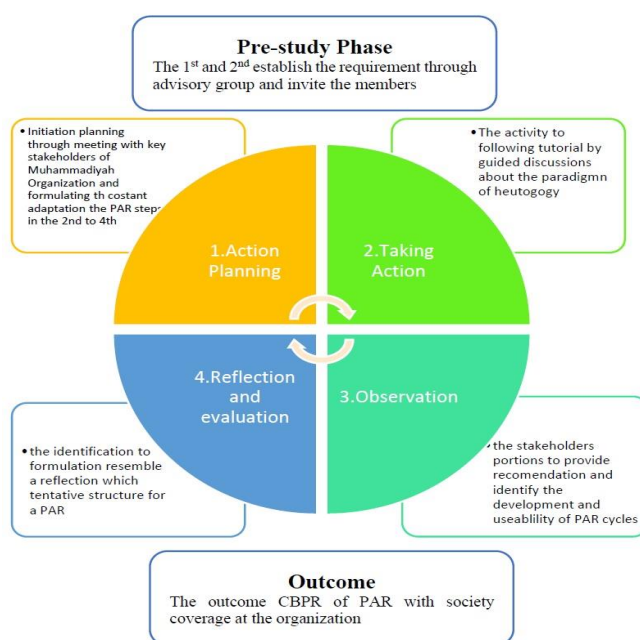 Pre-study Phase
The 1st and 2nd establish the requirement through
advisory group and invite the members
• Initiation planning
through meeting with key
stakeholders of
Muhammadiyah
Organization and
formulating th costant
adaptation the PAR steps
in the 2nd to 4th
• The activity to
following tutorial by
guided discussions
about the paradigmn
of heutogogy
1.Action
Planning
2.Taking
Action
4.Reflection
and
evaluation
3.Observation
• the identification to
formulation resemble
a reflection which
tentative structure for
a PAR
• the stakeholders
portions to provide
recomendation and
identify the
development and
useablility of PAR cycles
Outcome
The outcome CBPR of PAR with society
coverage at the organization